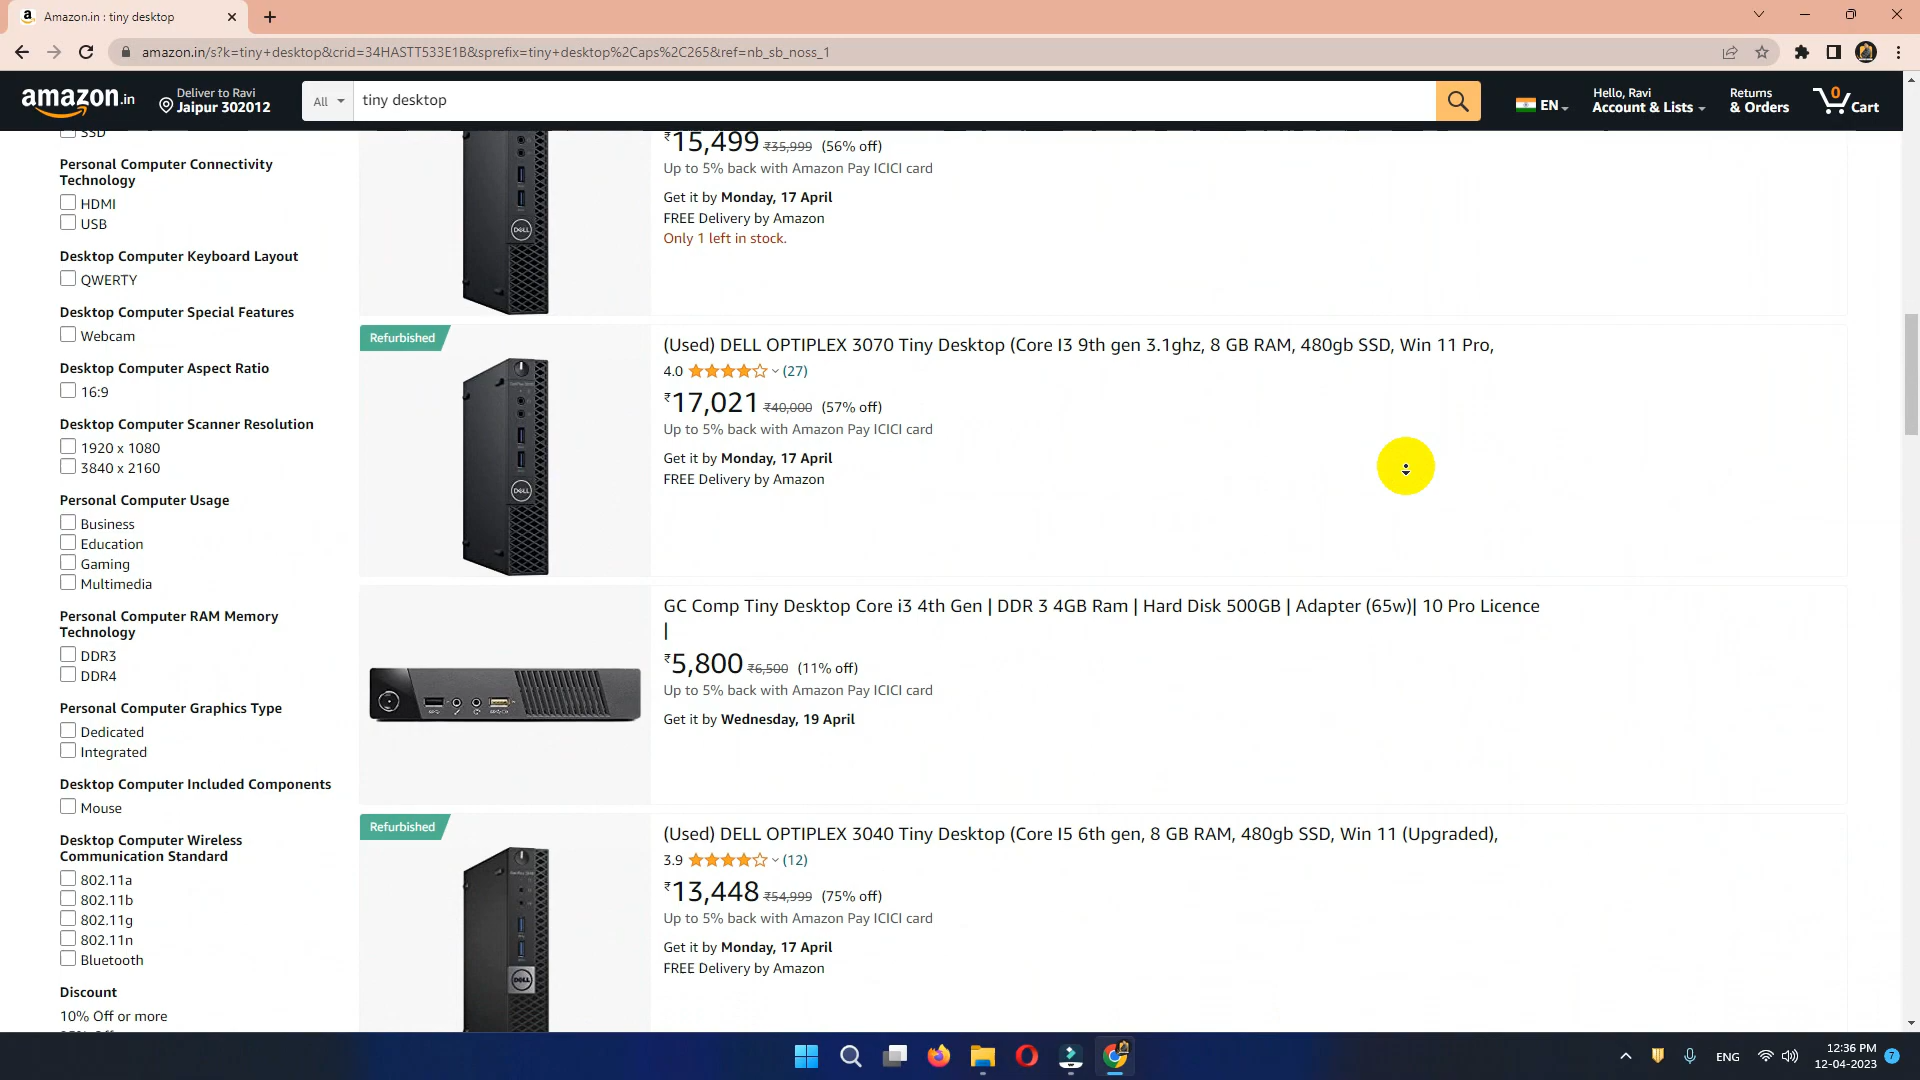 Amazon.in : tiny desktop
amazon.in/s?k=tiny+desktop&crid=34HASTT533E1B&sprefix=tiny+desktop%2Caps%2C265&ref=nb_sb_noss_1
amazon.in
Deliver to Ravi
Jaipur 302012
All
tiny desktop
EN
Hello, Ravi
Account & Lists
Returns
& Orders
0
Cart
SSD
Personal Computer Connectivity
Technology
HDMI
USB
Desktop Computer Keyboard Layout
QWERTY
Desktop Computer Special Features
Webcam
Desktop Computer Aspect Ratio
16:9
Desktop Computer Scanner Resolution
1920 x 1080
3840 x 2160
Personal Computer Usage
Business
Education
Gaming
Multimedia
Personal Computer RAM Memory
Technology
DDR3
DDR4
Personal Computer Graphics Type
Dedicated
Integrated
Desktop Computer Included Components
Mouse
Desktop Computer Wireless
Communication Standard
802.11a
802.11b
802.11g
802.11n
Bluetooth
Discount
10% Off or more
₹15,499 ₹35,999 (56% off)
Up to 5% back with Amazon Pay ICICI card
Get it by Monday, 17 April
FREE Delivery by Amazon
Only 1 left in stock.
DELL
Refurbished
(Used) DELL OPTIPLEX 3070 Tiny Desktop (Core I3 9th gen 3.1ghz, 8 GB RAM, 480gb SSD, Win 11 Pro,
4.0 (27)
₹17,021 ₹40,000 (57% off)
Up to 5% back with Amazon Pay ICICI card
Get it by Monday, 17 April
FREE Delivery by Amazon
DELL
GC Comp Tiny Desktop Core i3 4th Gen | DDR 3 4GB Ram | Hard Disk 500GB | Adapter (65w)| 10 Pro Licence
|
₹5,800 ₹6,500 (11% off)
Up to 5% back with Amazon Pay ICICI card
Get it by Wednesday, 19 April
Refurbished
(Used) DELL OPTIPLEX 3040 Tiny Desktop (Core I5 6th gen, 8 GB RAM, 480gb SSD, Win 11 (Upgraded),
3.9 (12)
₹13,448 ₹54,999 (75% off)
Up to 5% back with Amazon Pay ICICI card
Get it by Monday, 17 April
FREE Delivery by Amazon
DELL
ENG
12:36 PM
12-04-2023
7